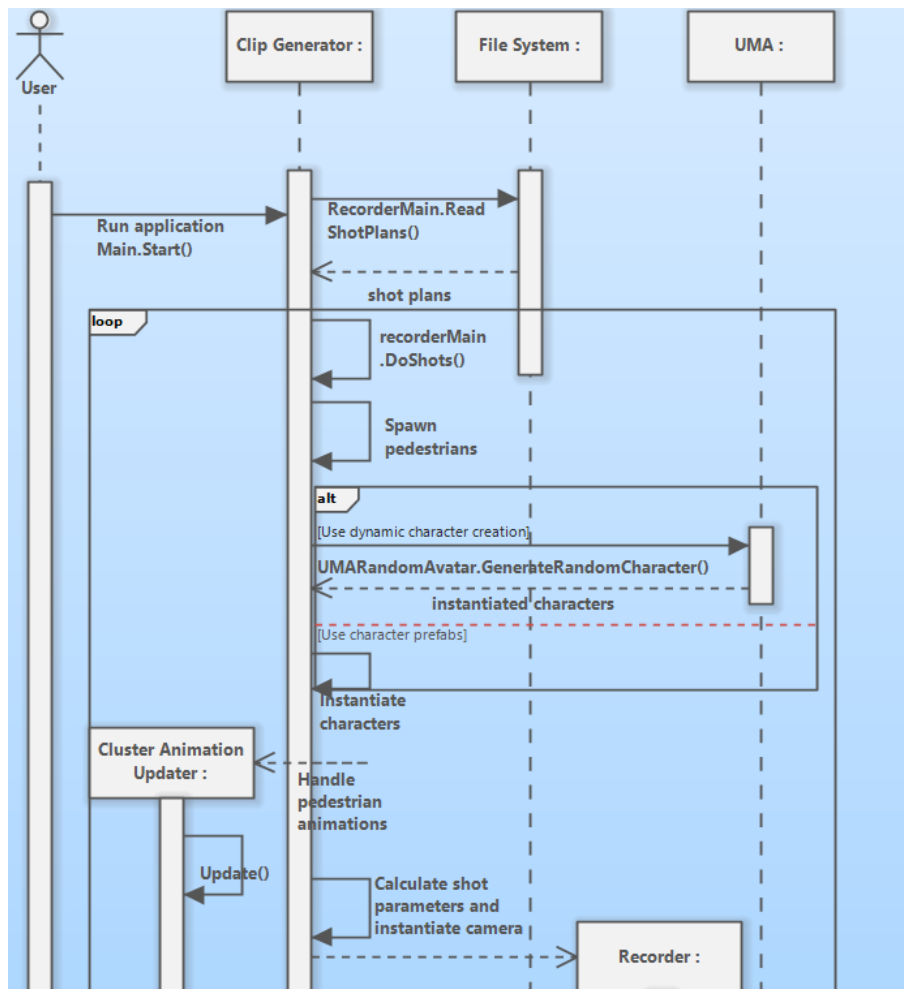 User
Clip Generator :
File System :
UMA :
RecorderMain.Read
ShotPlans()
Run application
Main.Start()
shot plans
loop
recorderMain
.DoShots()
Spawn
pedestrians
alt
[Use dynamic character creation]
UMARandomAvatar.GenerateRandomCharacter()
instantiated characters
[Use character prefabs]
Instantiate
characters
Cluster Animation
Updater :
Handle
pedestrian
animations
Update()
Calculate shot
parameters and
instantiate camera
Recorder :